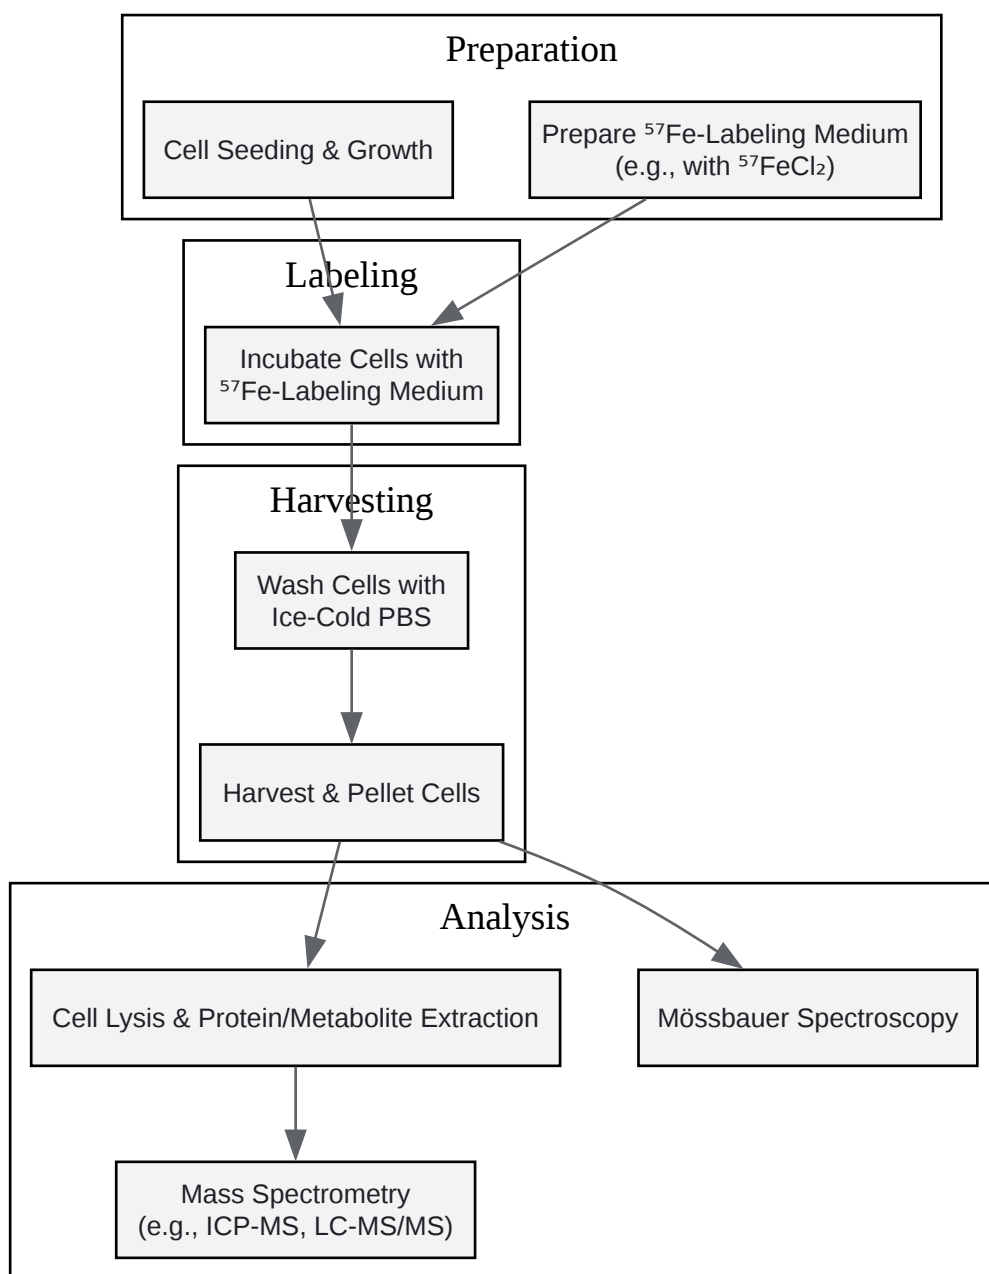 Preparation
Cell Seeding & Growth
Prepare ⁵⁷Fe-Labeling Medium
(e.g., with ⁵⁷FeCl₂)
Labeling
Incubate Cells with
⁵⁷Fe-Labeling Medium
Harvesting
Wash Cells with
Ice-Cold PBS
Harvest & Pellet Cells
Analysis
Cell Lysis & Protein/Metabolite Extraction
Mössbauer Spectroscopy
Mass Spectrometry
(e.g., ICP-MS, LC-MS/MS)